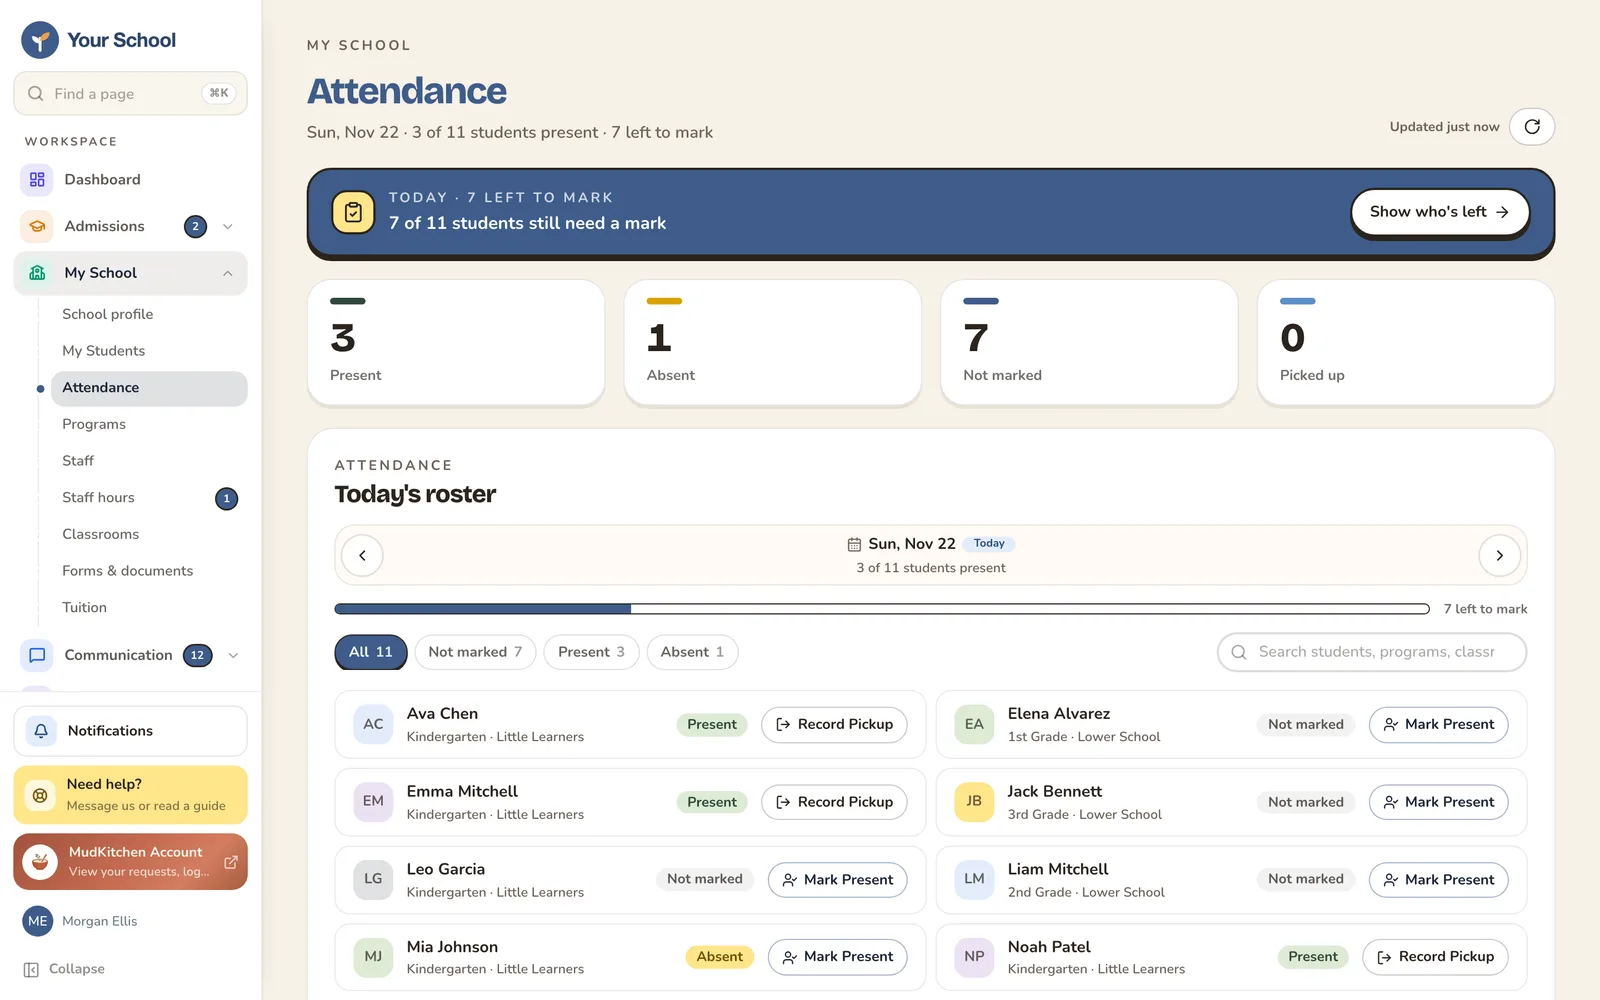 Your School
Find a page ⌘K
WORKSPACE
Dashboard
Admissions 2
My School
School profile
My Students
Attendance
Programs
Staff
Staff hours 1
Classrooms
Forms & documents
Tuition
Communication 12
Notifications
Need help?
Message us or read a guide
MudKitchen Account
View your requests, log...
ME Morgan Ellis
Collapse
MY SCHOOL
Attendance
Sun, Nov 22 · 3 of 11 students present · 7 left to mark
Updated just now
TODAY · 7 LEFT TO MARK
7 of 11 students still need a mark
Show who's left
3
Present
1
Absent
7
Not marked
0
Picked up
ATTENDANCE
Today's roster
Sun, Nov 22 Today
3 of 11 students present
7 left to mark
All 11 Not marked 7 Present 3 Absent 1
Search students, programs, classr
AC Ava Chen
Kindergarten · Little Learners
Present Record Pickup
EA Elena Alvarez
1st Grade · Lower School
Not marked Mark Present
EM Emma Mitchell
Kindergarten · Little Learners
Present Record Pickup
JB Jack Bennett
3rd Grade · Lower School
Not marked Mark Present
LG Leo Garcia
Kindergarten · Little Learners
Not marked Mark Present
LM Liam Mitchell
2nd Grade · Lower School
Not marked Mark Present
MJ Mia Johnson
Kindergarten · Little Learners
Absent Mark Present
NP Noah Patel
Kindergarten · Little Learners
Present Record Pickup